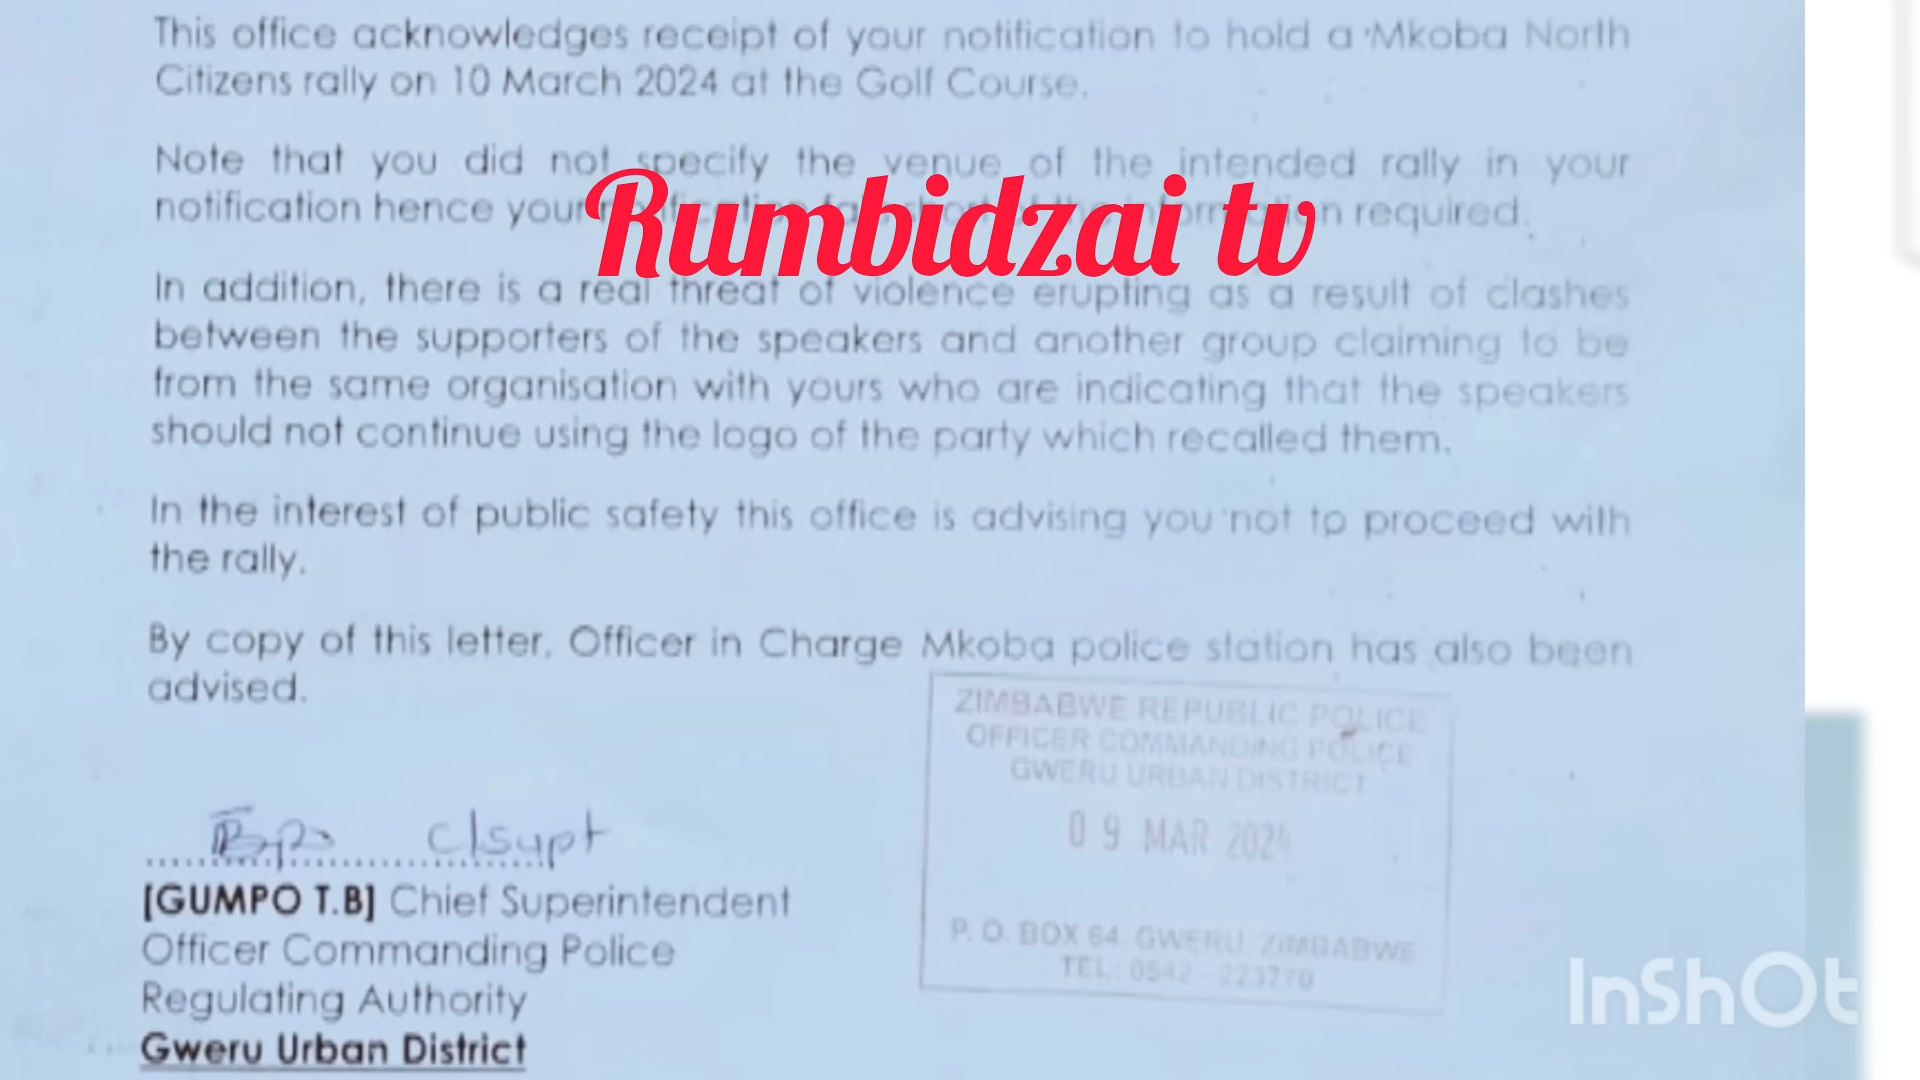 This office acknowledges receipt of your notification to hold a Mkoba North
Citizens rally on 10 March 2024 at the Golf Course.
Note that you did not specify the venue of the intended rally in your
notification hence your required.
Rumbidzai tv
In addition, there is a real threat of violence erupting as a result of clashes
between the supporters of the speakers and another group claiming to be
from the same organisation with yours who are indicating that the speakers
should not continue using the logo of the party which recalled them.
In the interest of public safety this office is advising you not to proceed with
the rally.
By copy of this letter, Officer in Charge Mkoba police station has also been
advised.
ZIMBABWE REPUBLIC POLICE
OFFICER COMMANDING POLICE
GWERU URBAN DISTRICT
09 MAR 2024
P. O. BOX 64, GWERU, ZIMBABWE
TEL: 0542 - 223770
C/supt
[GUMPO T.B] Chief Superintendent
Officer Commanding Police
Regulating Authority
Gweru Urban District
InShOt